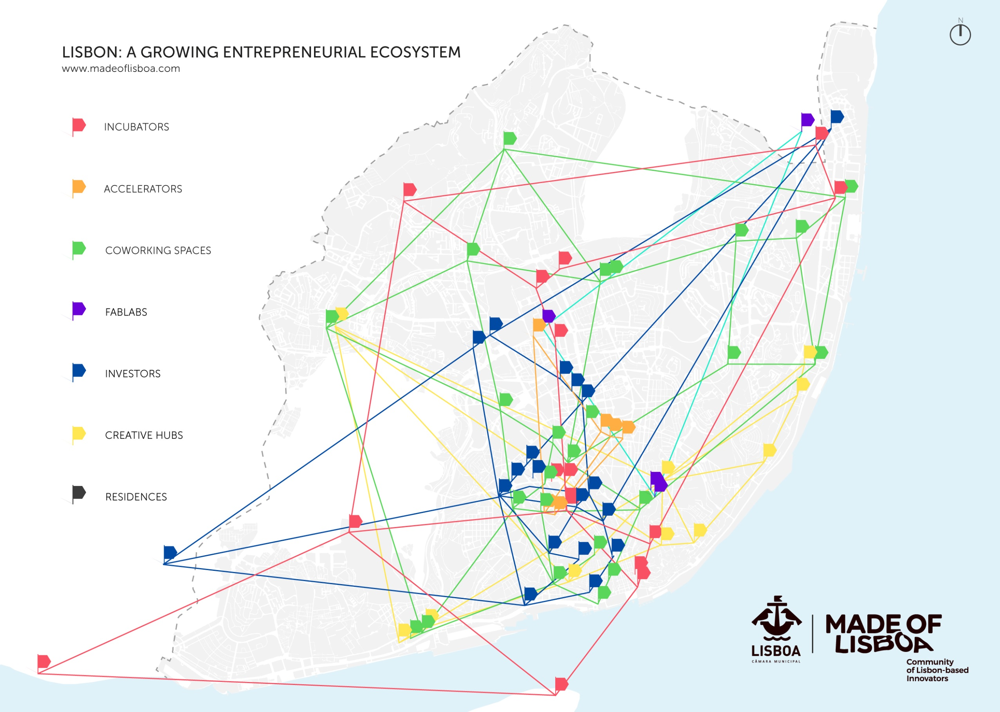 LISBON: A GROWING ENTREPRENEURIAL ECOSYSTEM
www.madeoflisboa.com
N
INCUBATORS
ACCELERATORS
COWORKING SPACES
FABLABS
INVESTORS
CREATIVE HUBS
RESIDENCES
LISBOA
CÂMARA MUNICIPAL
MADE OF
LISBOA
Community
of Lisbon-based
Innovators